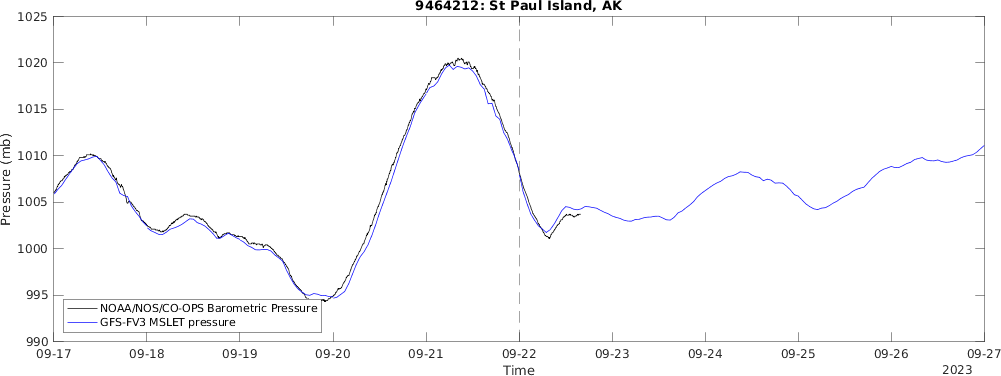 9464212: St Paul Island, AK
Pressure (mb)
1025
1020
1015
1010
1005
1000
995
990
NOAA/NOS/CO-OPS Barometric Pressure
GFS-FV3 MSLET pressure
09-17 09-18 09-19 09-20 09-21 09-22 09-23 09-24 09-25 09-26 09-27
Time
2023